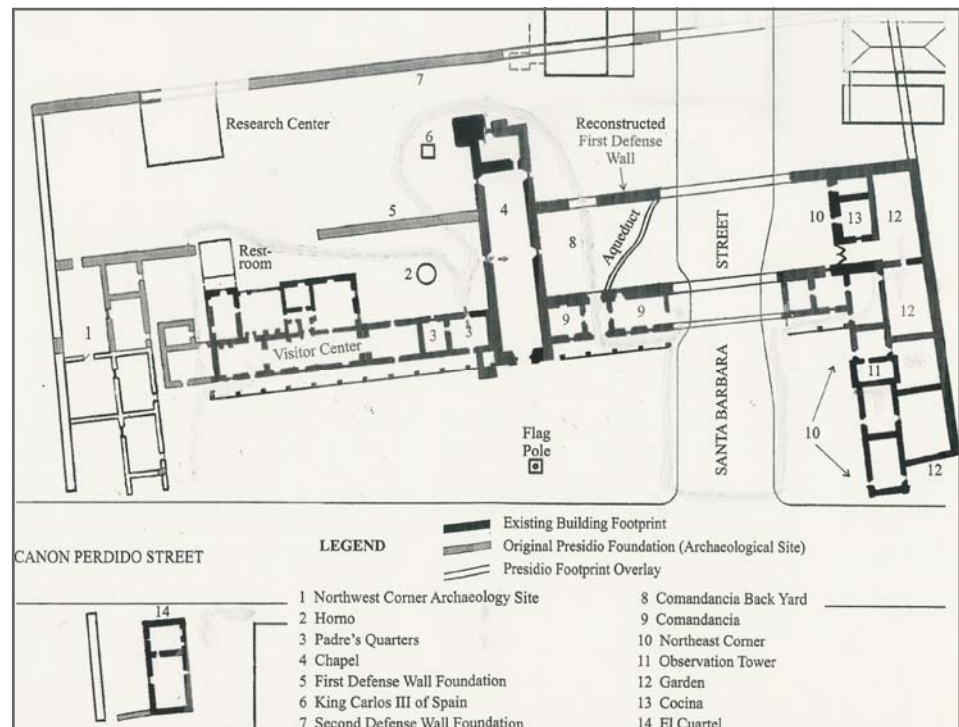 7
Research Center
6
Reconstructed
First Defense
Wall
5
4
8
Aqueduct
STREET
10
13
12
Rest-
room
2
1
Visitor Center
3
3
9
9
12
11
SANTA BARBARA
10
Flag
Pole
12
CANON PERDIDO STREET
LEGEND
Existing Building Footprint
Original Presidio Foundation (Archaeological Site)
Presidio Footprint Overlay
14
1 Northwest Corner Archaeology Site
2 Horno
3 Padre's Quarters
4 Chapel
5 First Defense Wall Foundation
6 King Carlos III of Spain
7 Second Defense Wall Foundation
8 Comandancia Back Yard
9 Comandancia
10 Northeast Corner
11 Observation Tower
12 Garden
13 Cocina
14 El Cuartel